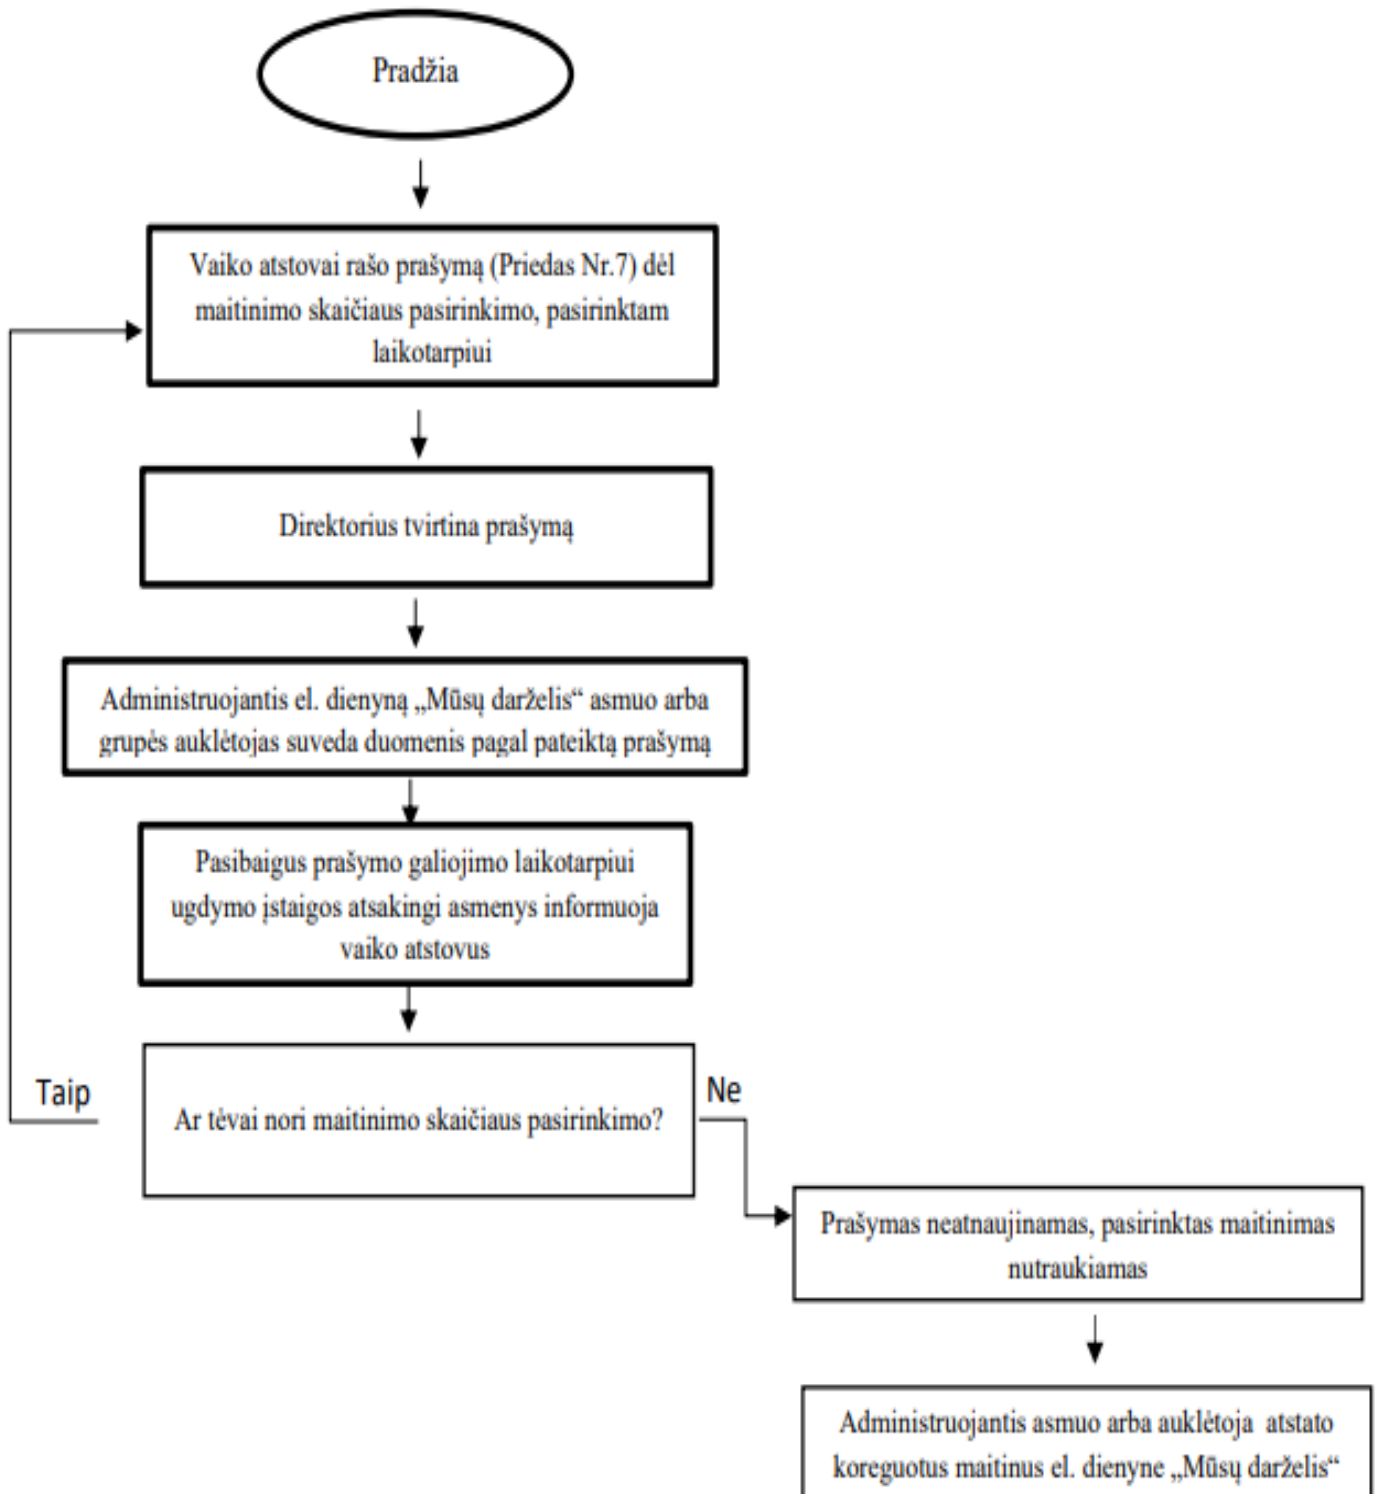 Pradžia
Vaiko atstovai rašo prašymą (Priedas Nr.7) dėl
maitinimo skaičiaus pasirinkimo, pasirinktam
laikotarpiui
Direktorius tvirtina prašymą
Administruojantis el. dienyną „Mūsų darželis“ asmuo arba
grupės auklėtojas suveda duomenis pagal pateiktą prašymą
Pasibaigus prašymo galiojimo laikotarpiui
ugdymo įstaigos atsakingi asmenys informuoja
vaiko atstovus
Taip
Ar tėvai nori maitinimo skaičiaus pasirinkimo?
Ne
Prašymas neatnaujinamas, pasirinktas maitinimas
nutraukiamas
Administruojantis asmuo arba auklėtoja atstato
koreguotus maitinus el. dienyne „Mūsų darželis“